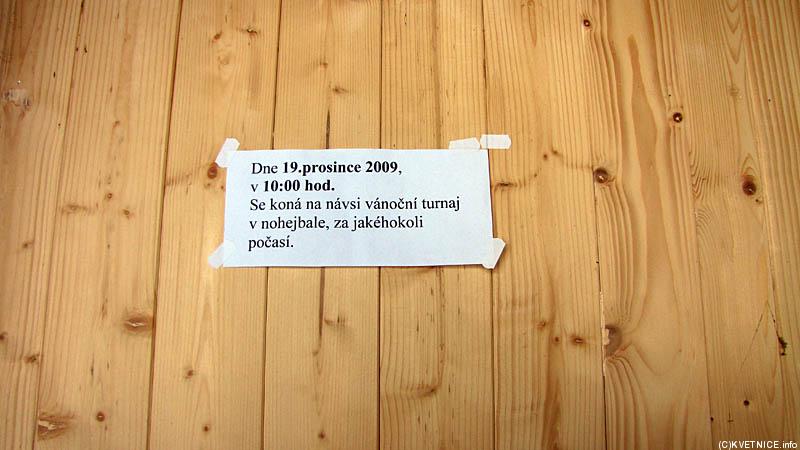 Dne 19.prosince 2009,
v 10:00 hod.
Se koná na návsi vánoční turnaj
v nohejbale, za jakéhokoli
počasí.
(C)KVETNICE.info